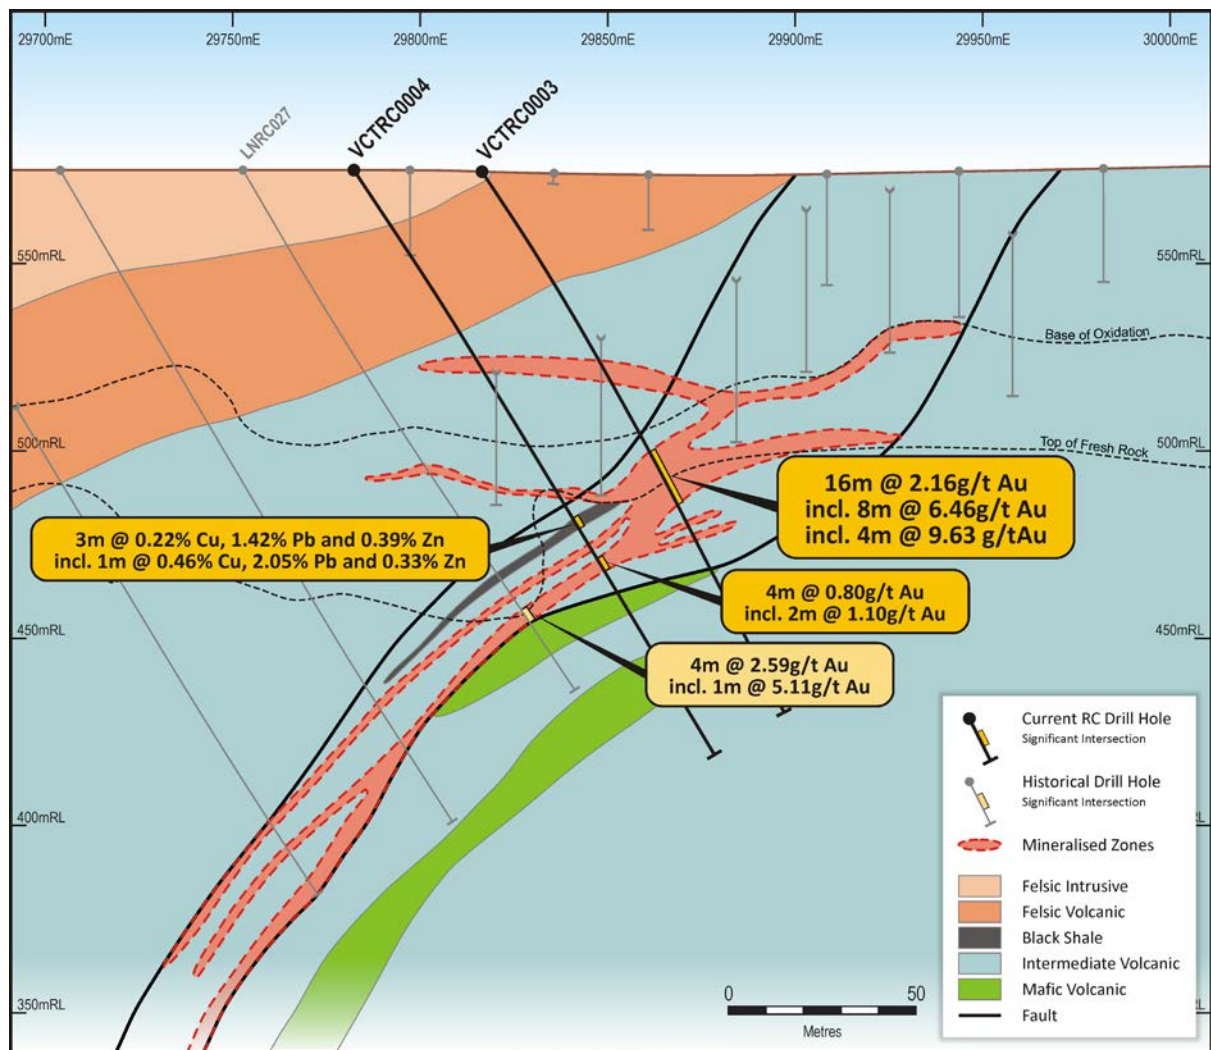 29700mE
29750mE
29800mE
29850mE
29900mE
29950mE
30000mE
LNRC027
VCTRC0004
VCTRC0003
550mRL
550mRL
Base of Oxidation
500mRL
500mRL
Top of Fresh Rock
16m @ 2.16g/t Au
incl. 8m @ 6.46g/t Au
incl. 4m @ 9.63 g/tAu
3m @ 0.22% Cu, 1.42% Pb and 0.39% Zn
incl. 1m @ 0.46% Cu, 2.05% Pb and 0.33% Zn
4m @ 0.80g/t Au
incl. 2m @ 1.10g/t Au
450mRL
450mRL
4m @ 2.59g/t Au
incl. 1m @ 5.11g/t Au
Current RC Drill Hole
Significant Intersection
Historical Drill Hole
Significant Intersection
400mRL
mRL
Mineralised Zones
Felsic Intrusive
Felsic Volcanic
Black Shale
Intermediate Volcanic
Mafic Volcanic
Fault
350mRL
0
50
Metres